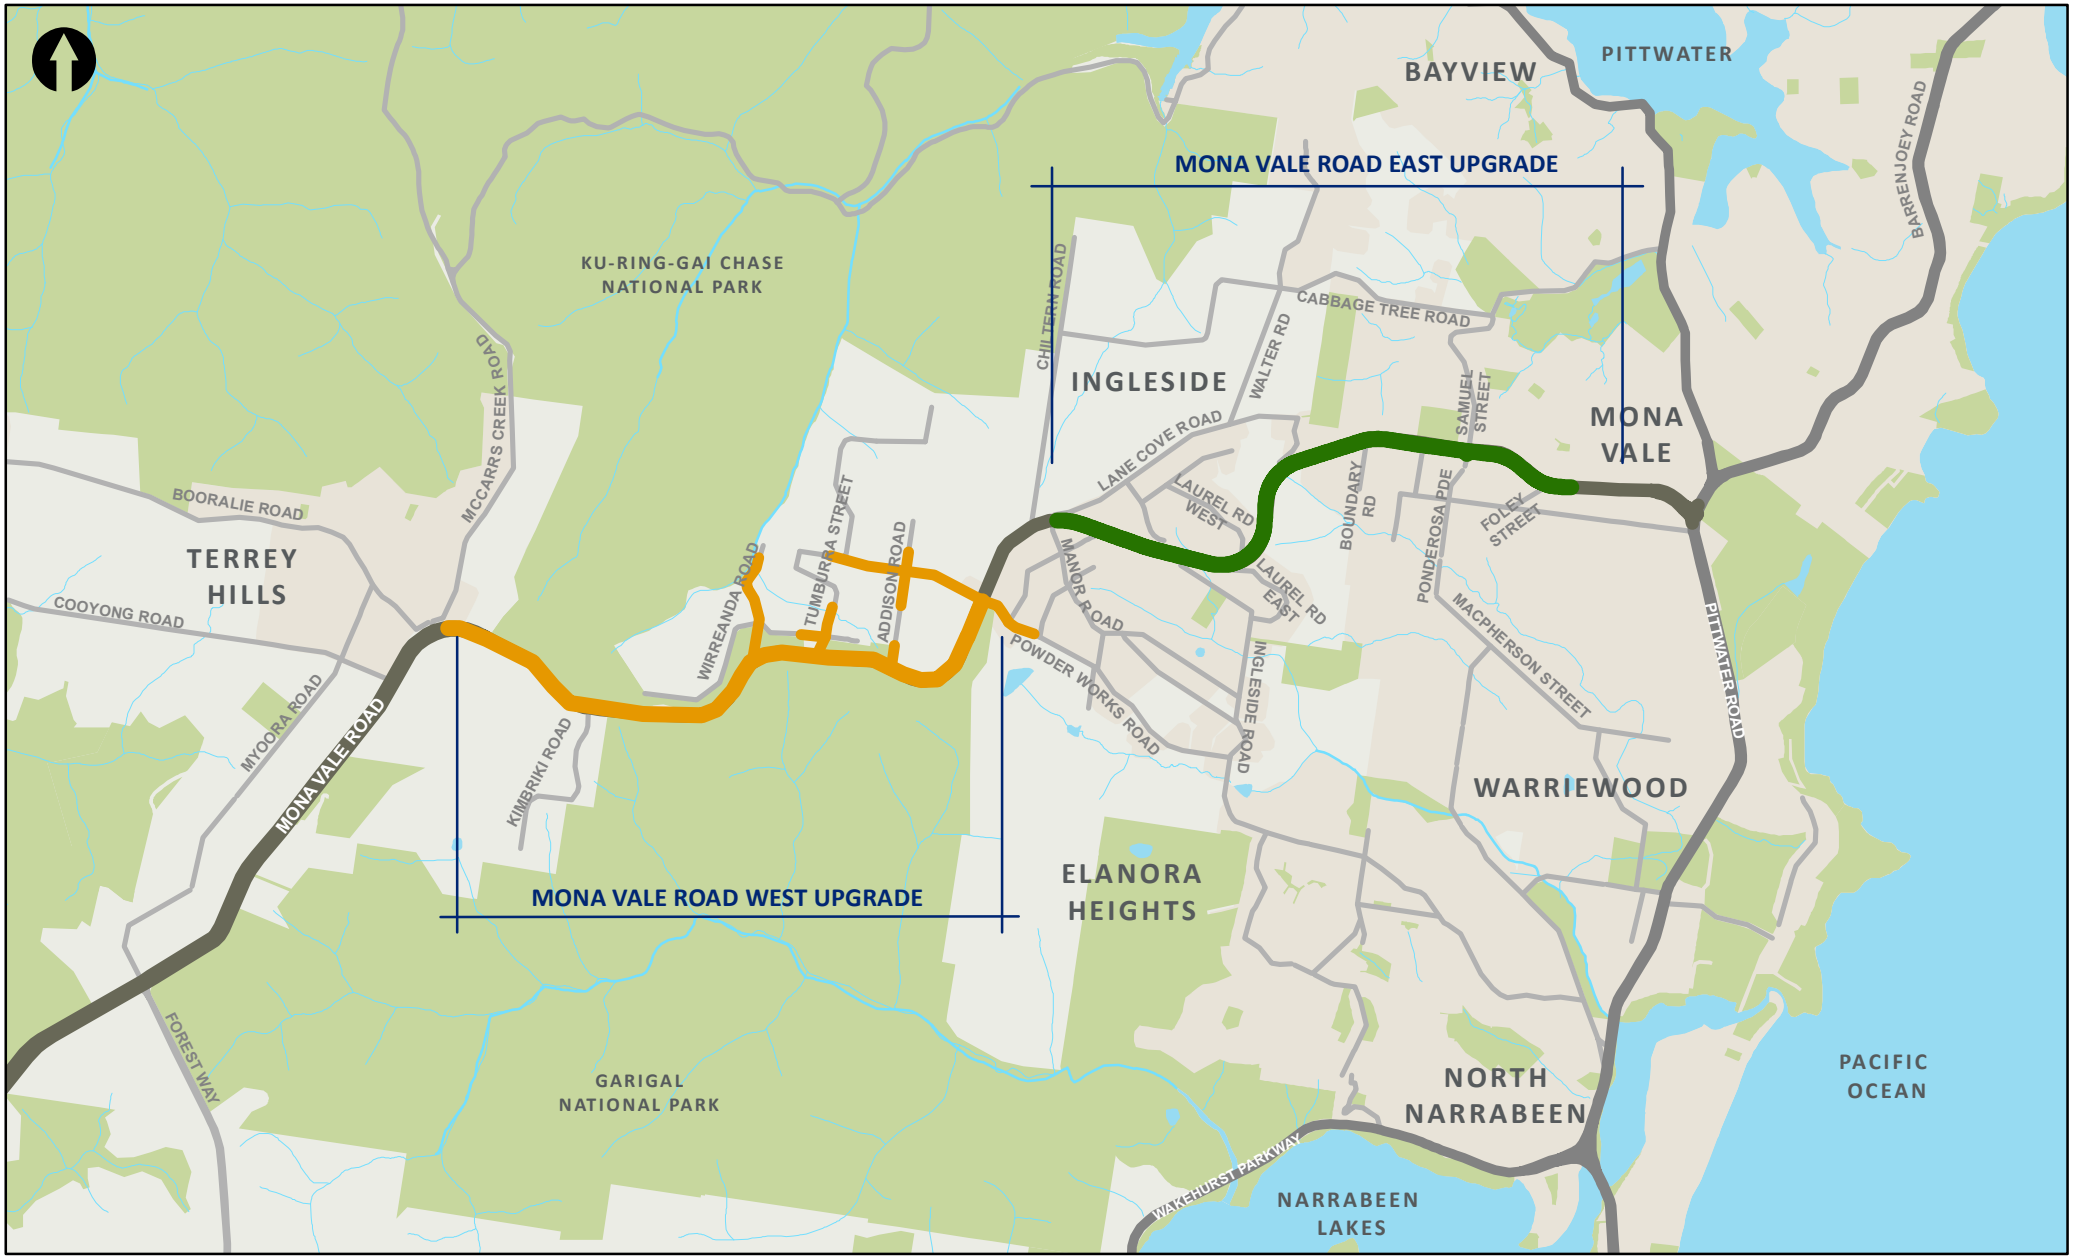 PITTWATER
BAYVIEW
BARRENJOEY ROAD
MONA VALE ROAD EAST UPGRADE
KU-RING-GAI CHASE
NATIONAL PARK
CHILTERN ROAD
CABBAGE TREE ROAD
WALTER RD
INGLESIDE
MCCARRS CREEK ROAD
SAMUEL
STREET
MONA
VALE
LANE COVE ROAD
BOORALIE ROAD
LAUREL RD
WEST
BOUNDARY
RD
PONDEROSA PDE
FOLEY
STREET
TERREY
HILLS
COOYONG ROAD
WIRREANDA ROAD
TUMBURRA STREET
ADDISON ROAD
MANOR ROAD
LAUREL RD
EAST
MACPHERSON STREET
PITTWATER ROAD
POWDER WORKS ROAD
INGLESIDE ROAD
MYOORA ROAD
MONA VALE ROAD
KIMBRIKI ROAD
WARRIEWOOD
MONA VALE ROAD WEST UPGRADE
ELANORA
HEIGHTS
FOREST WAY
GARIGAL
NATIONAL PARK
NORTH
NARRABEEN
PACIFIC
OCEAN
WAKEHURST PARKWAY
NARRABEEN
LAKES